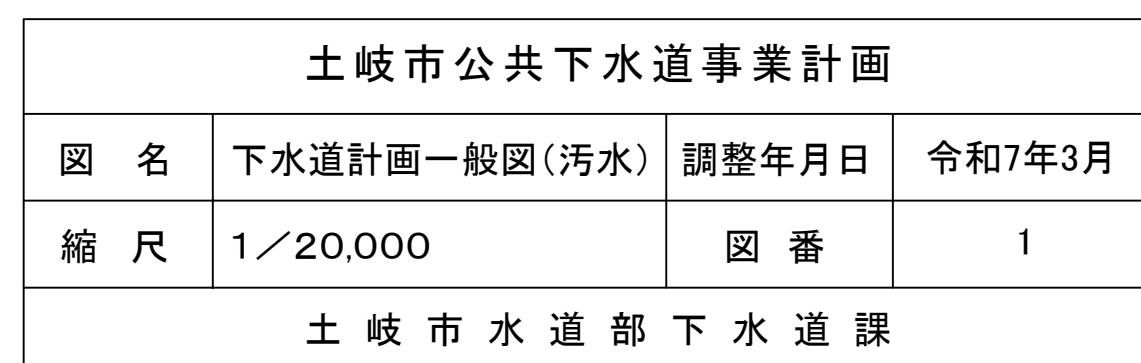 土岐市公共下水道事業計画
図 名 下水道計画一般図(汚水) 調整年月日 令和7年3月
縮 尺 1／20,000 図 番 1
土岐市水道部下水道課